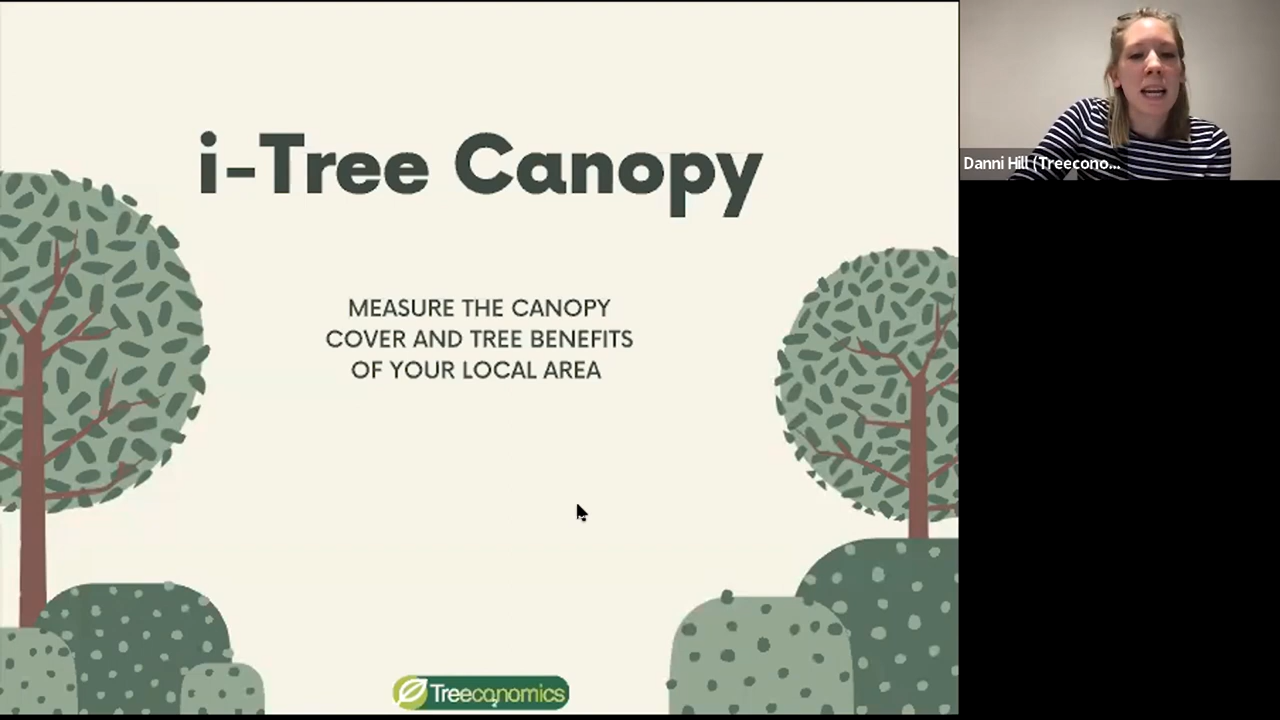 i-Tree Canopy
MEASURE THE CANOPY
COVER AND TREE BENEFITS
OF YOUR LOCAL AREA
Treeconomics
Danni Hill (Treecono...